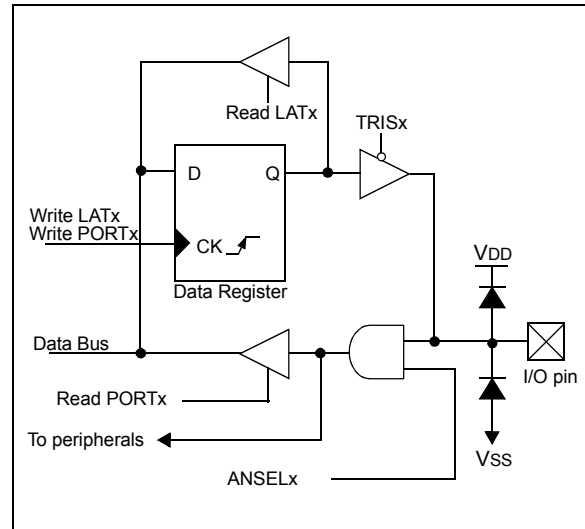 Read LATx
TRISx
D
Q
Write LATx
Write PORTx
CK
VDD
Data Register
Data Bus
I/O pin
Read PORTx
To peripherals
VSS
ANSELx